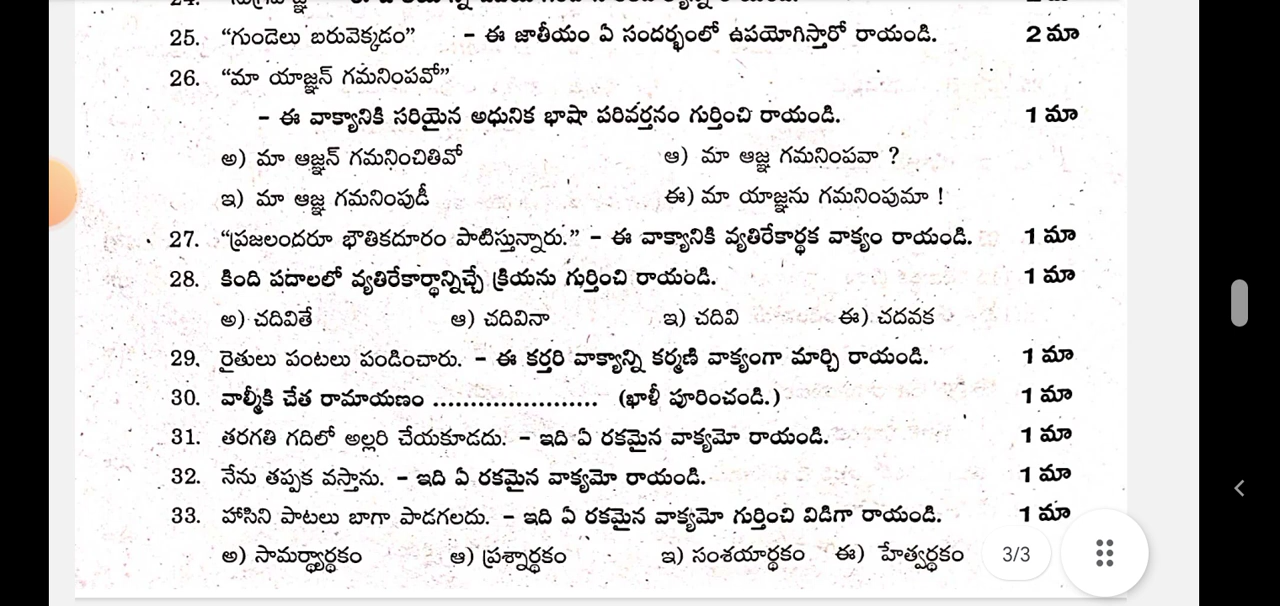 25. “గుండెలు బరువెక్కడం” – ఈ జాతీయం ఏ సందర్భంలో ఉపయోగిస్తారో రాయండి. 2 మా
26. “మా యాజ్ఞన్ గమనింపవో”
– ఈ వాక్యానికి సరియైన అధునిక భాషా పరివర్తనం గుర్తించి రాయండి. 1 మా
అ) మా ఆజ్ఞన్ గమనించితివో ఆ) మా ఆజ్ఞ గమనింపవా ?
ఇ) మా ఆజ్ఞ గమనింపుడీ ఈ) మా యాజ్ఞను గమనింపుమా !
27. “ప్రజలందరూ భౌతికదూరం పాటిస్తున్నారు.” – ఈ వాక్యానికి వ్యతిరేకార్థక వాక్యం రాయండి. 1 మా
28. కింది పదాలలో వ్యతిరేకార్థాన్నిచ్చే క్రియను గుర్తించి రాయండి. 1 మా
అ) చదివితే ఆ) చదివినా ఇ) చదివి ఈ) చదవక
29. రైతులు పంటలు పండించారు. – ఈ కర్తరి వాక్యాన్ని కర్మణి వాక్యంగా మార్చి రాయండి. 1 మా
30. వాల్మీకి చేత రామాయణం ...................... (ఖాళీ పూరించండి.) 1 మా
31. తరగతి గదిలో అల్లరి చేయకూడదు. – ఇది ఏ రకమైన వాక్యమో రాయండి. 1 మా
32. నేను తప్పక వస్తాను. – ఇది ఏ రకమైన వాక్యమో రాయండి. 1 మా
33. హాసిని పాటలు బాగా పాడగలదు. – ఇది ఏ రకమైన వాక్యమో గుర్తించి విడిగా రాయండి. 1 మా
అ) సామర్థ్యార్థకం ఆ) ప్రశ్నార్థకం ఇ) సంశయార్థకం ఈ) హేత్వర్థకం 3/3